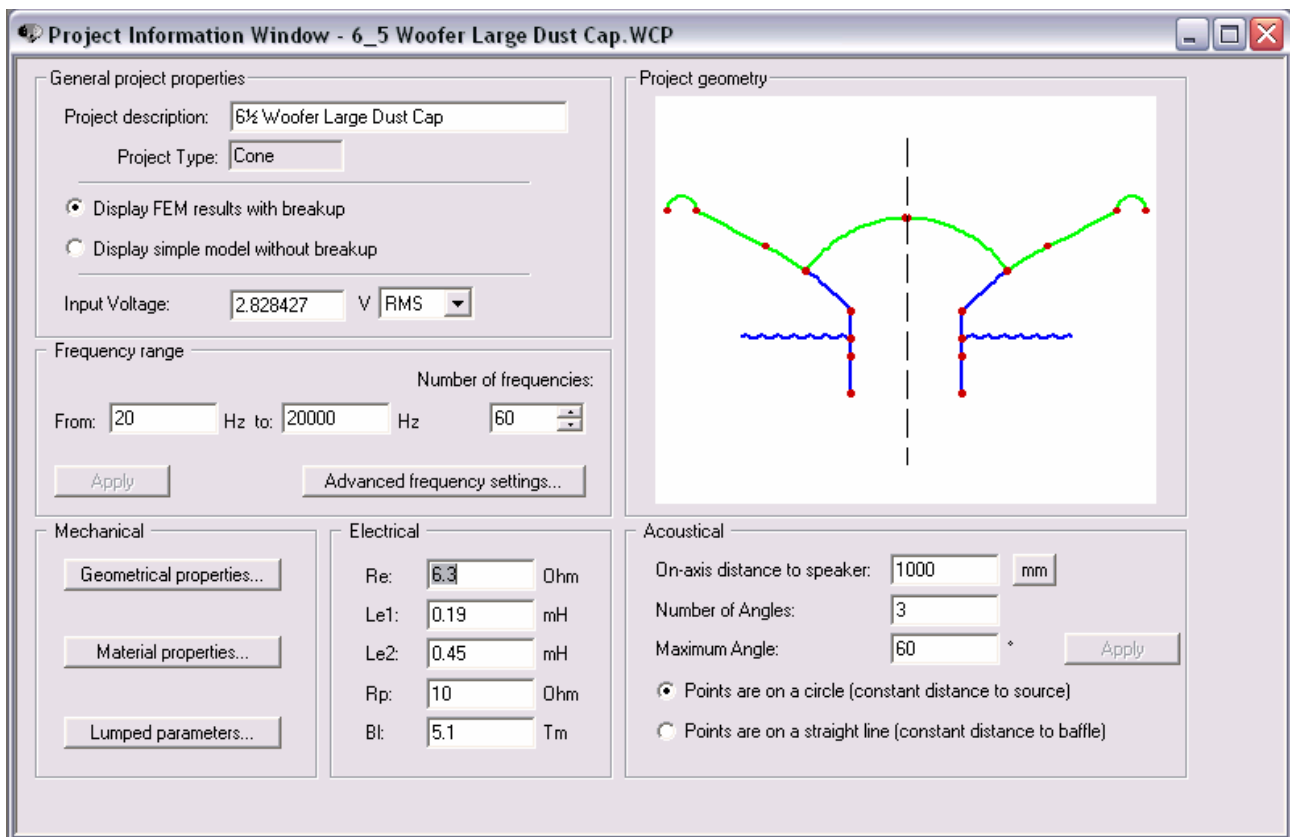 Project Information Window - 6_5 Woofer Large Dust Cap.WCP
General project properties
Project description: 6½ Woofer Large Dust Cap
Project Type: Cone
Display FEM results with breakup
Display simple model without breakup
Input Voltage: 2.828427 V RMS
Frequency range
Number of frequencies:
From: 20 Hz to: 20000 Hz 60
Apply Advanced frequency settings...
Mechanical
Geometrical properties...
Material properties...
Lumped parameters...
Electrical
Re: 6.3 Ohm
Le1: 0.19 mH
Le2: 0.45 mH
Rp: 10 Ohm
Bl: 5.1 Tm
Project geometry
Acoustical
On-axis distance to speaker: 1000 mm
Number of Angles: 3
Maximum Angle: 60 ° Apply
Points are on a circle (constant distance to source)
Points are on a straight line (constant distance to baffle)